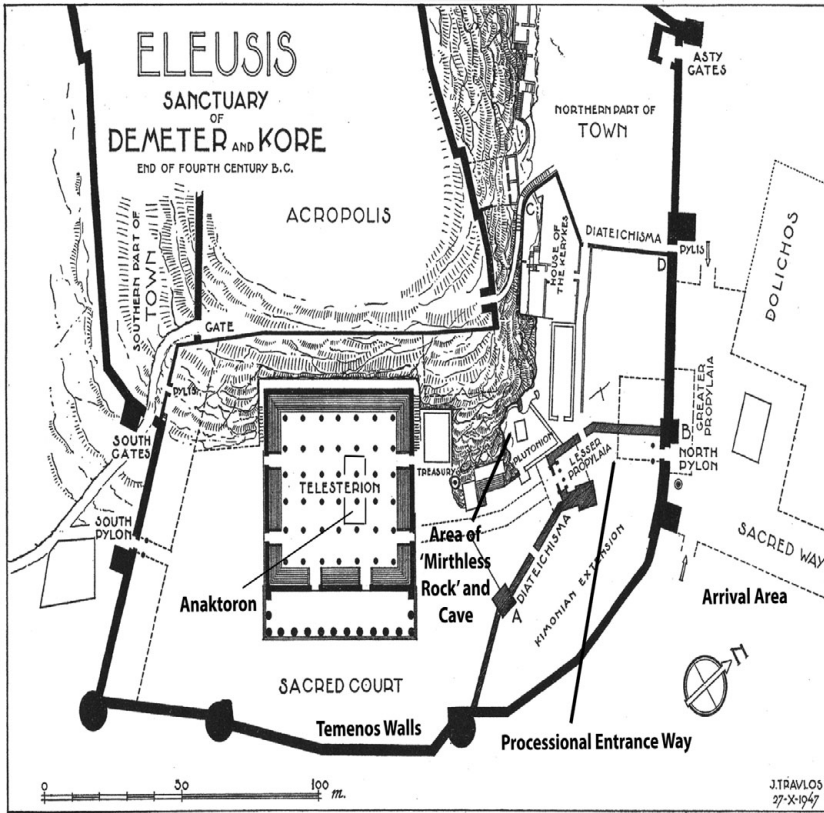 ELEUSIS
SANCTUARY
OF
DEMETER AND KORE
END OF FOURTH CENTURY B.C.
ACROPOLIS
SOUTHERN PART OF
TOWN
GATE
PYLIS
SOUTH
GATES
SOUTH
PYLON
ASTY
GATES
NORTHERN PART OF
TOWN
C
HOUSE OF
THE KERYKES
DIATEICHISMA
D
PYLIS
DOLICHOS
GREATER
PROPYLAIA
B
NORTH
PYLON
PLUTONION
LESSER
PROPYLAIA
TREASURY
TELESTERION
Anaktoron
Area of
'Mirthless
Rock' and
Cave
A
DIATEICHISMA
KIMONIAN EXTENSION
SACRED WAY
Arrival Area
N
SACRED COURT
Temenos Walls
Processional Entrance Way
0 50 100 m.
J. TRAVLOS
27-X-1947